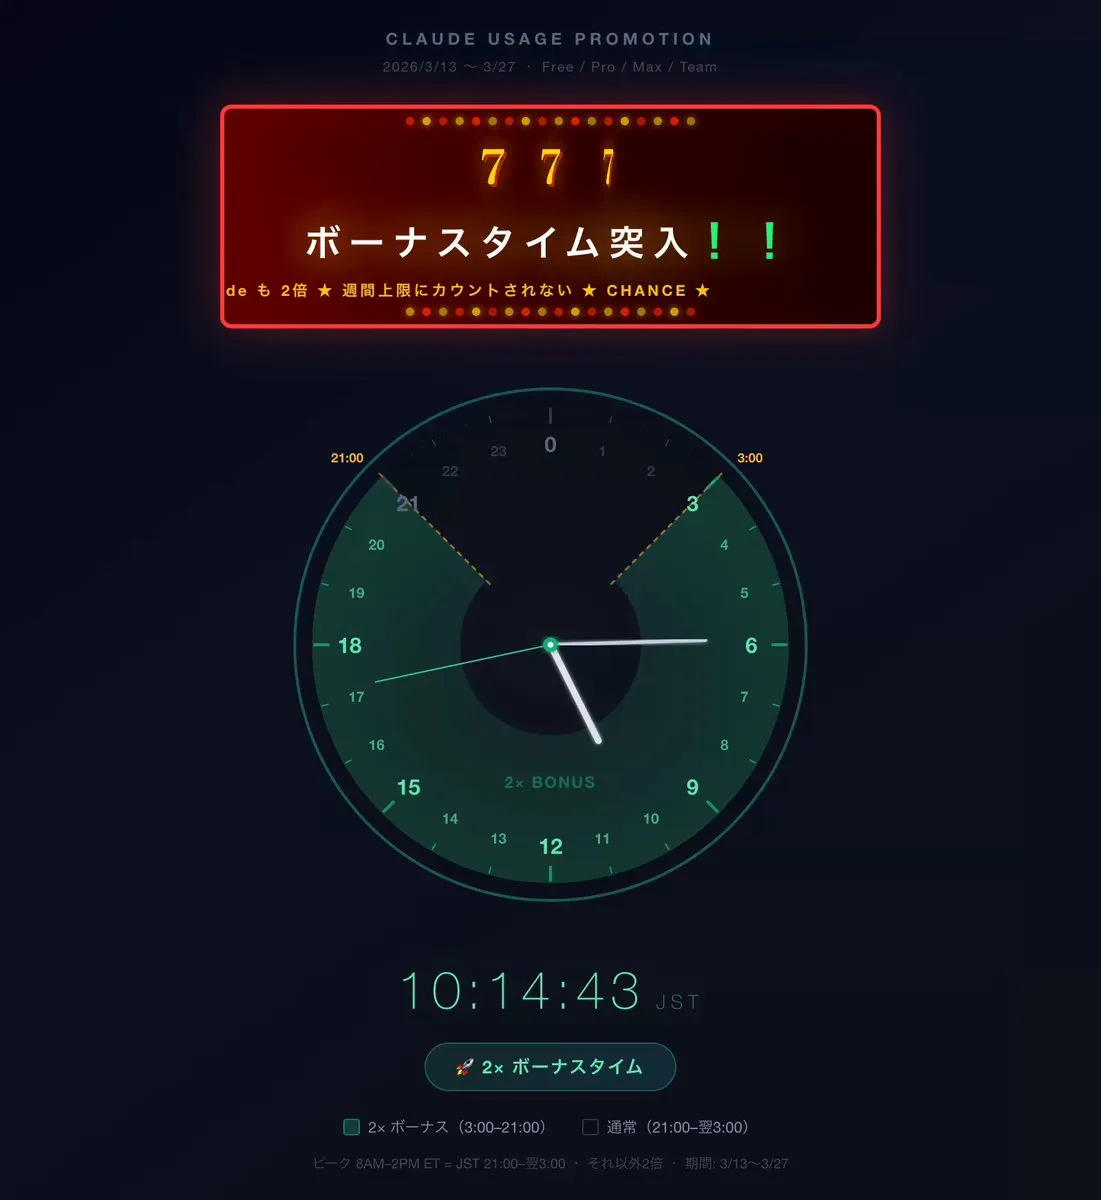 CLAUDE USAGE PROMOTION
2026/3/13 〜 3/27 · Free / Pro / Max / Team
7 7 7
ボーナスタイム突入！！
de も 2倍 ★ 週間上限にカウントされない ★ CHANCE ★
0
23 1
22 2
21:00 3:00
21 3
20 4
19 5
18 6
17 7
16 8
2× BONUS
15 9
14 10
13 11
12
10:14:43 JST
🚀 2× ボーナスタイム
2× ボーナス（3:00–21:00） 通常（21:00–翌3:00）
ピーク 8AM–2PM ET = JST 21:00–翌3:00 · それ以外2倍 · 期間: 3/13〜3/27